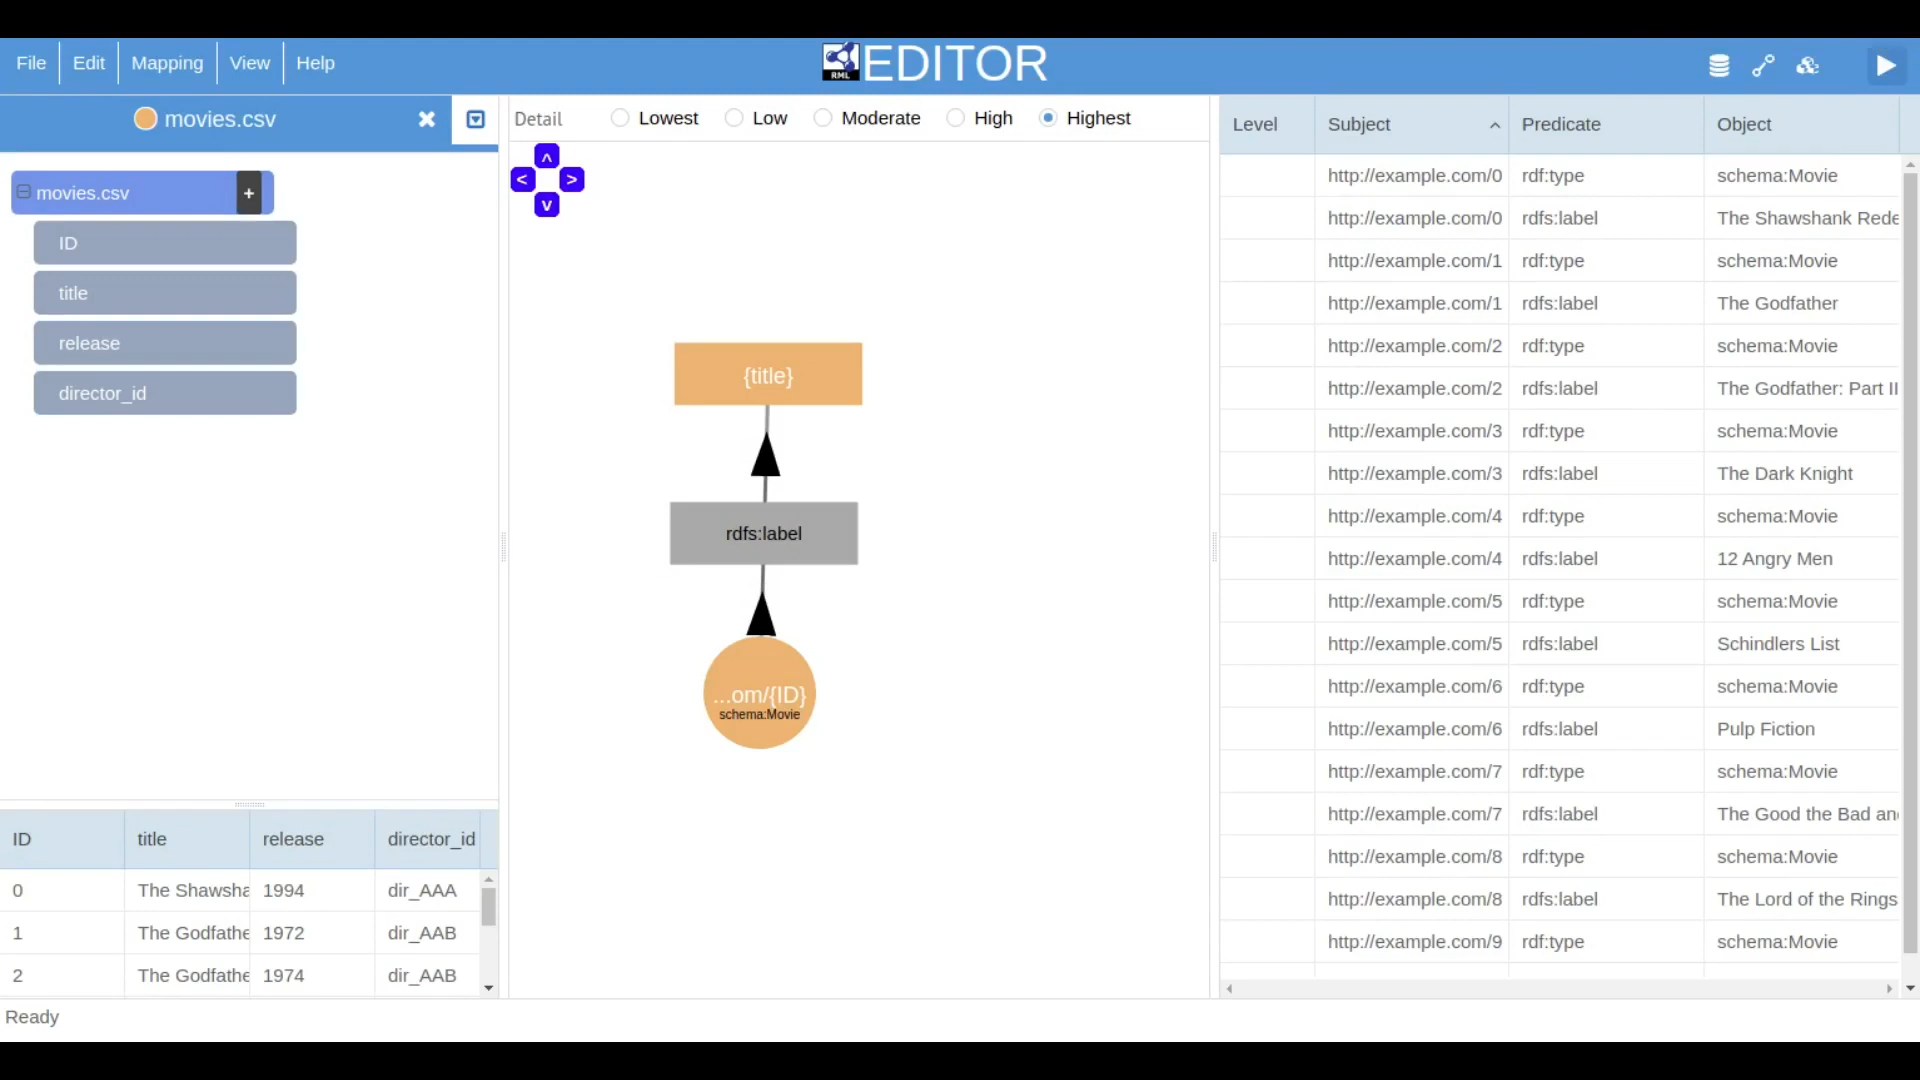 File Edit Mapping View Help
RML EDITOR
movies.csv
Detail Lowest Low Moderate High Highest
movies.csv +
ID
title
release
director_id
^
< >
v
{title}
rdfs:label
...om/{ID}
schema:Movie
Level Subject Predicate Object
http://example.com/0 rdf:type schema:Movie
http://example.com/0 rdfs:label The Shawshank Rede
http://example.com/1 rdf:type schema:Movie
http://example.com/1 rdfs:label The Godfather
http://example.com/2 rdf:type schema:Movie
http://example.com/2 rdfs:label The Godfather: Part II
http://example.com/3 rdf:type schema:Movie
http://example.com/3 rdfs:label The Dark Knight
http://example.com/4 rdf:type schema:Movie
http://example.com/4 rdfs:label 12 Angry Men
http://example.com/5 rdf:type schema:Movie
http://example.com/5 rdfs:label Schindlers List
http://example.com/6 rdf:type schema:Movie
http://example.com/6 rdfs:label Pulp Fiction
http://example.com/7 rdf:type schema:Movie
http://example.com/7 rdfs:label The Good the Bad an
http://example.com/8 rdf:type schema:Movie
http://example.com/8 rdfs:label The Lord of the Rings
http://example.com/9 rdf:type schema:Movie
ID title release director_id
0 The Shawsha 1994 dir_AAA
1 The Godfathe 1972 dir_AAB
2 The Godfathe 1974 dir_AAB
Ready